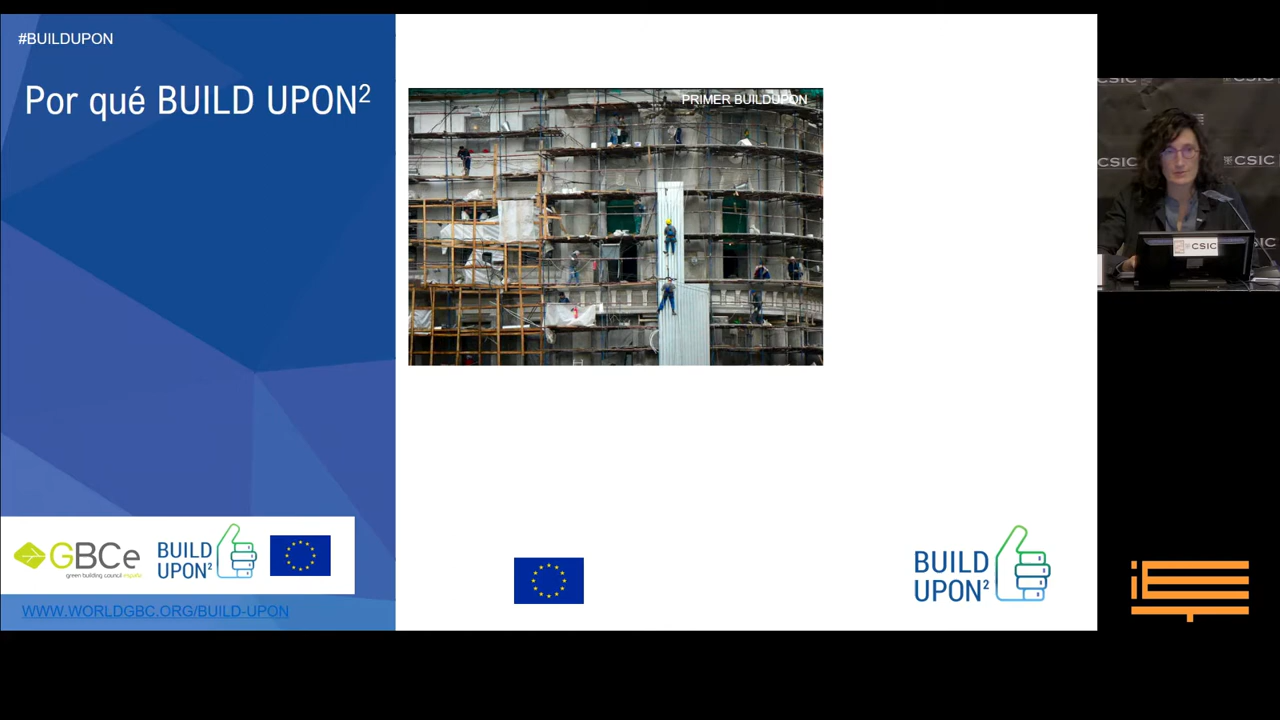 #BUILDUPON
Por qué BUILD UPON²
PRIMER BUILDUPON
GBCe
green building council españa
BUILD
UPON²
WWW.WORLDGBC.ORG/BUILD-UPON
BUILD
UPON²
CSIC
CSIC
CSIC
CSIC
CSIC